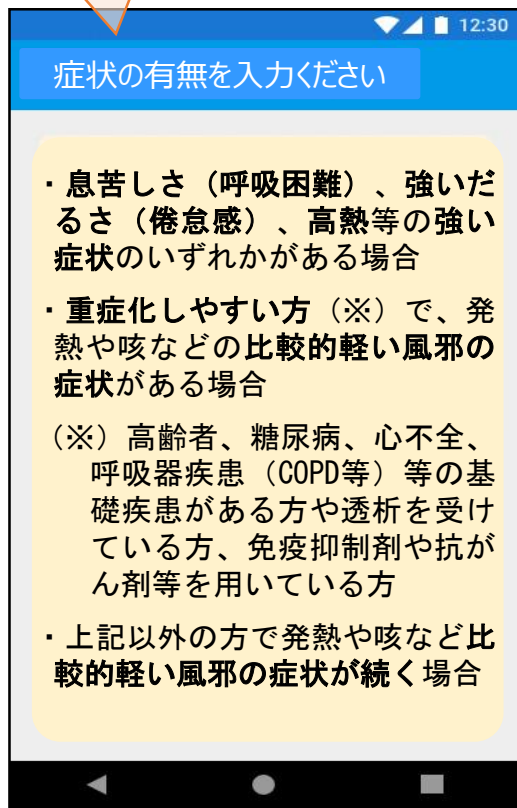 12:30
症状の有無を入力ください
・息苦しさ（呼吸困難）、強いだ
るさ（倦怠感）、高熱等の強い
症状のいずれかがある場合
・重症化しやすい方（※）で、発
熱や咳などの比較的軽い風邪の
症状がある場合
（※）高齢者、糖尿病、心不全、
呼吸器疾患（COPD等）等の基
礎疾患がある方や透析を受け
ている方、免疫抑制剤や抗が
ん剤等を用いている方
・上記以外の方で発熱や咳など比
較的軽い風邪の症状が続く場合